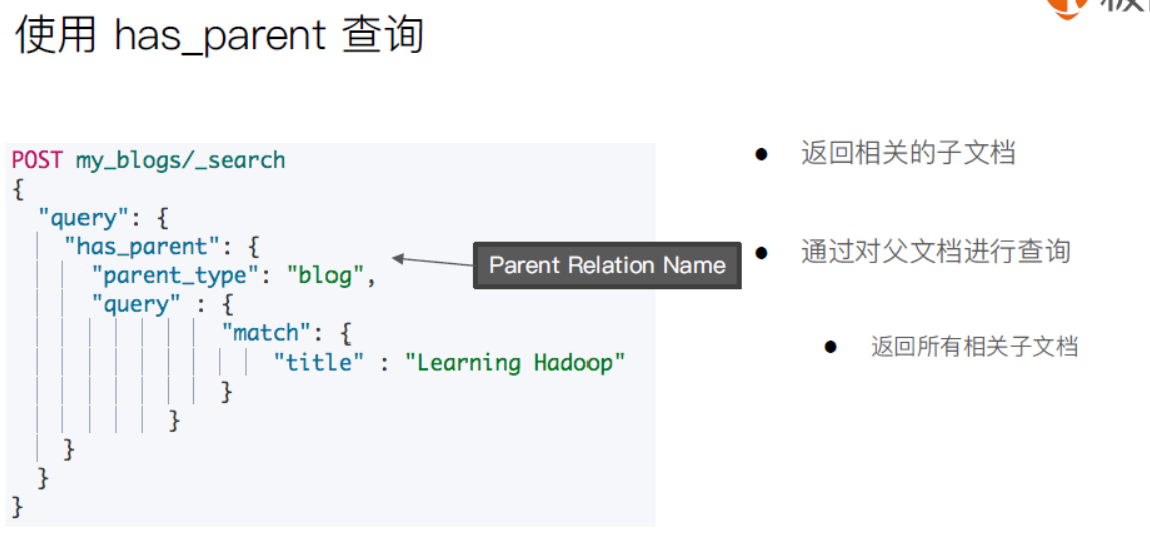 使用 has_parent 查询
POST my_blogs/_search
{
"query": {
"has_parent": {
"parent_type": "blog",
"query" : {
"match": {
"title" : "Learning Hadoop"
}
}
}
}
}
Parent Relation Name
● 返回相关的子文档
● 通过对父文档进行查询
● 返回所有相关子文档